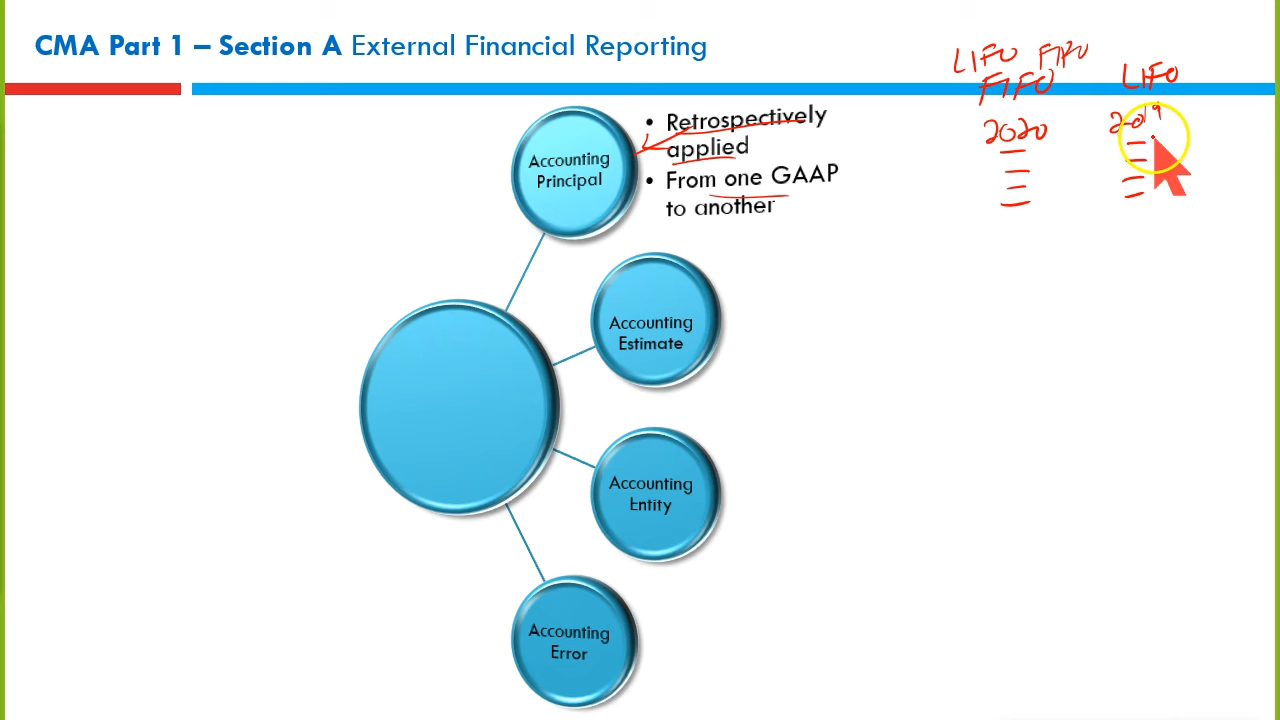 CMA Part 1 – Section A External Financial Reporting
LIFO FIFO
FIFO LIFO
2020 2019
• Retrospectively
applied
• From one GAAP
to another
Accounting
Principal
Accounting
Estimate
Accounting
Entity
Accounting
Error